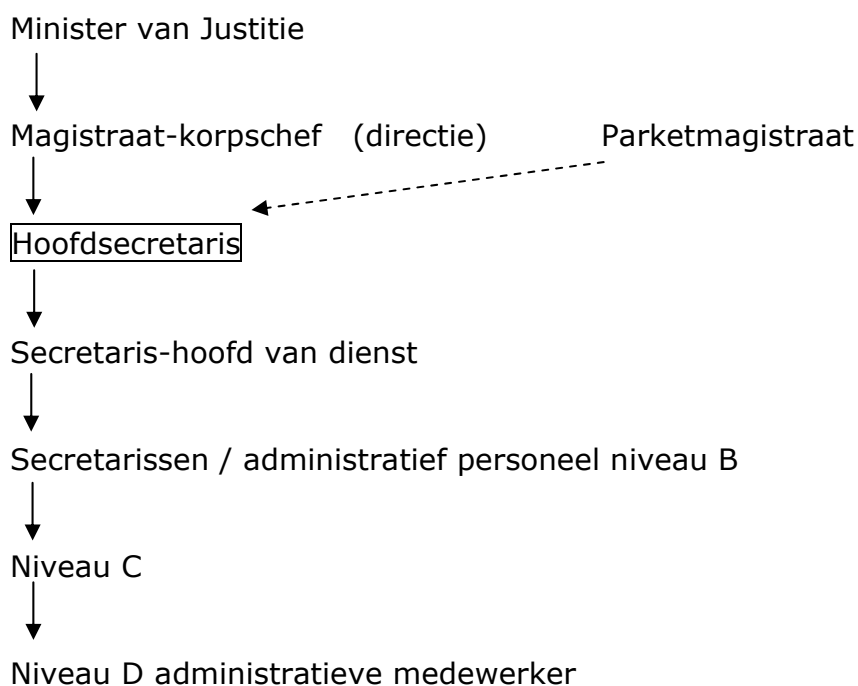 Minister van Justitie
Magistraat-korpschef (directie) Parketmagistraat
Hoofdsecretaris
Secretaris-hoofd van dienst
Secretarissen / administratief personeel niveau B
Niveau C
Niveau D administratieve medewerker